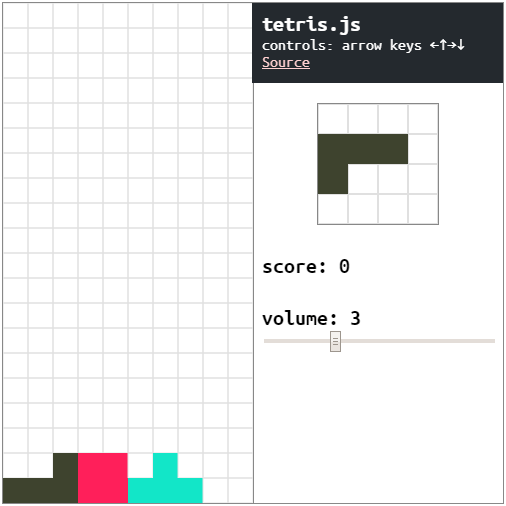 tetris.js
controls: arrow keys ←↑→↓
Source
score: 0
volume: 3